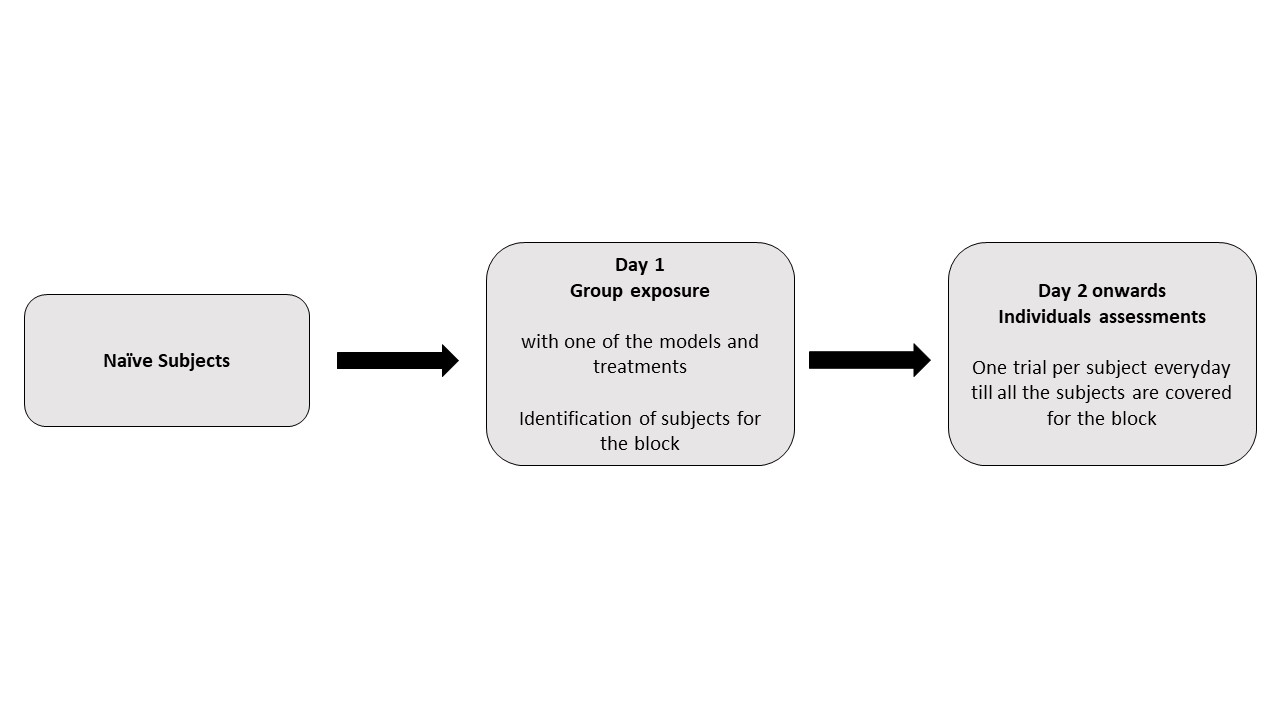 Naïve Subjects
Day 1
Group exposure
with one of the models and
treatments
Identification of subjects for
the block
Day 2 onwards
Individuals assessments
One trial per subject everyday
till all the subjects are covered
for the block